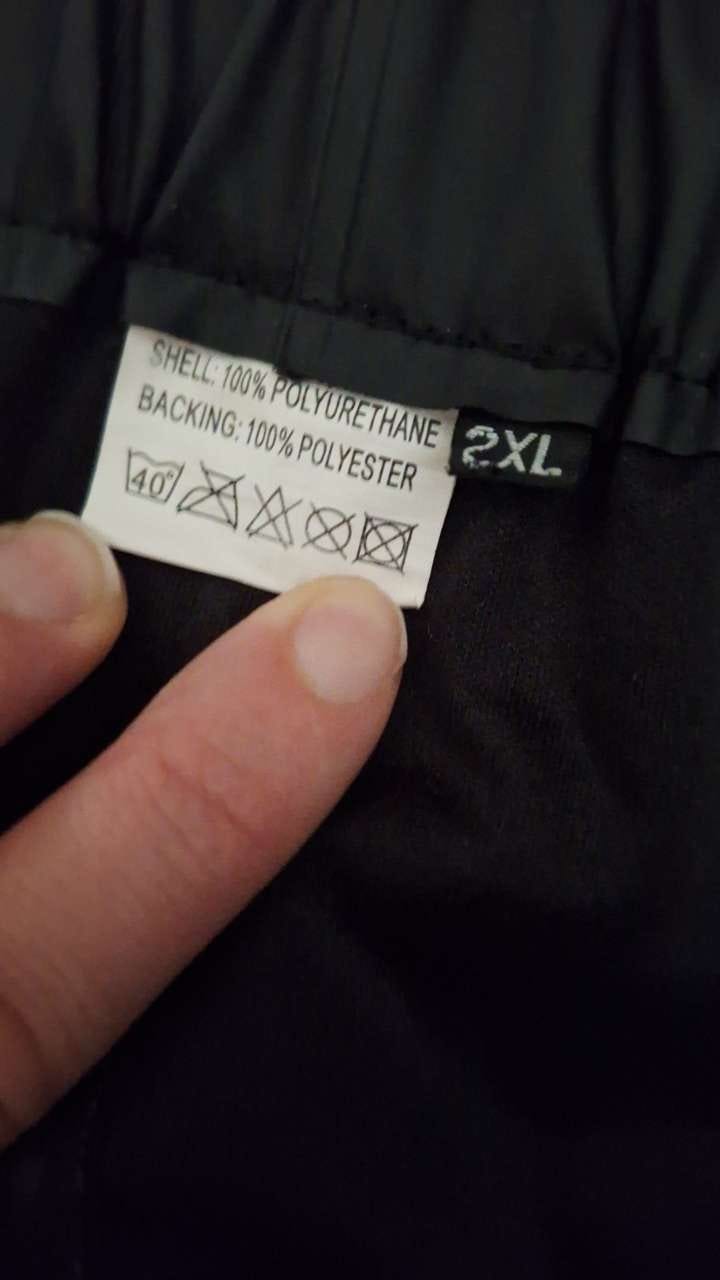 SHELL: 100% POLYURETHANE
BACKING: 100% POLYESTER
40°
2XL